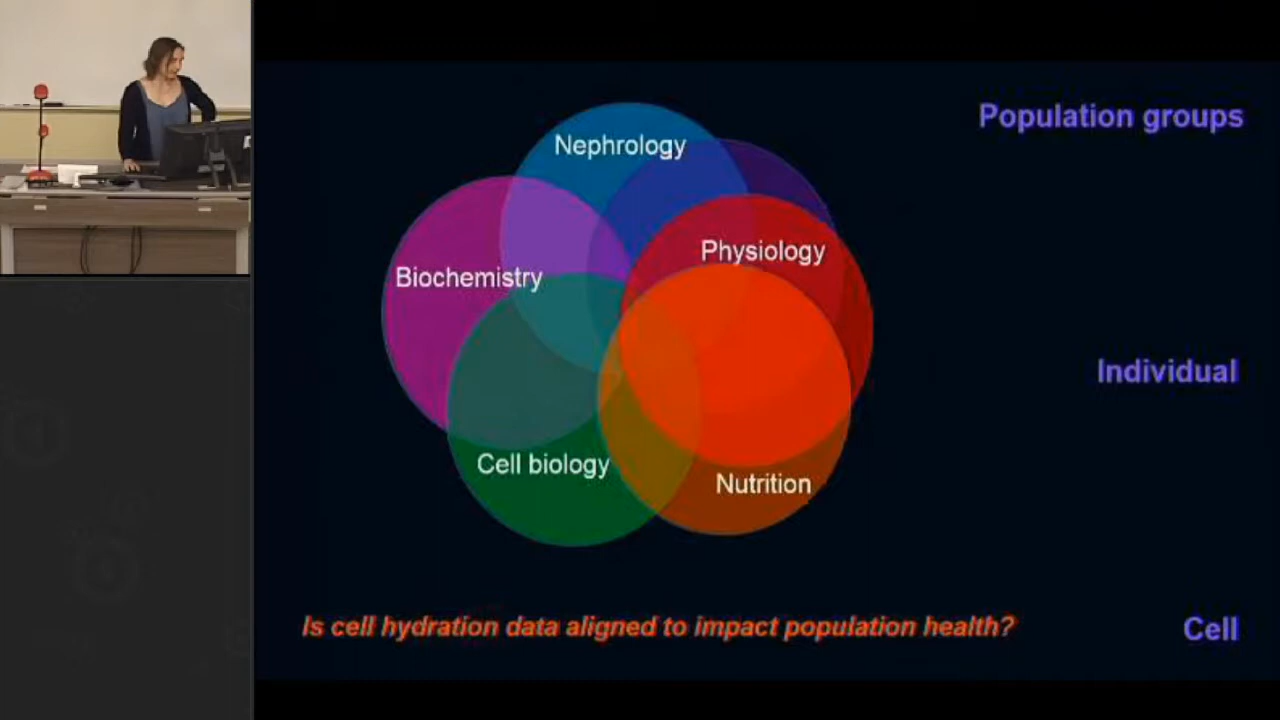 Population groups
Nephrology
Physiology
Biochemistry
Individual
Cell biology
Nutrition
Is cell hydration data aligned to impact population health?
Cell